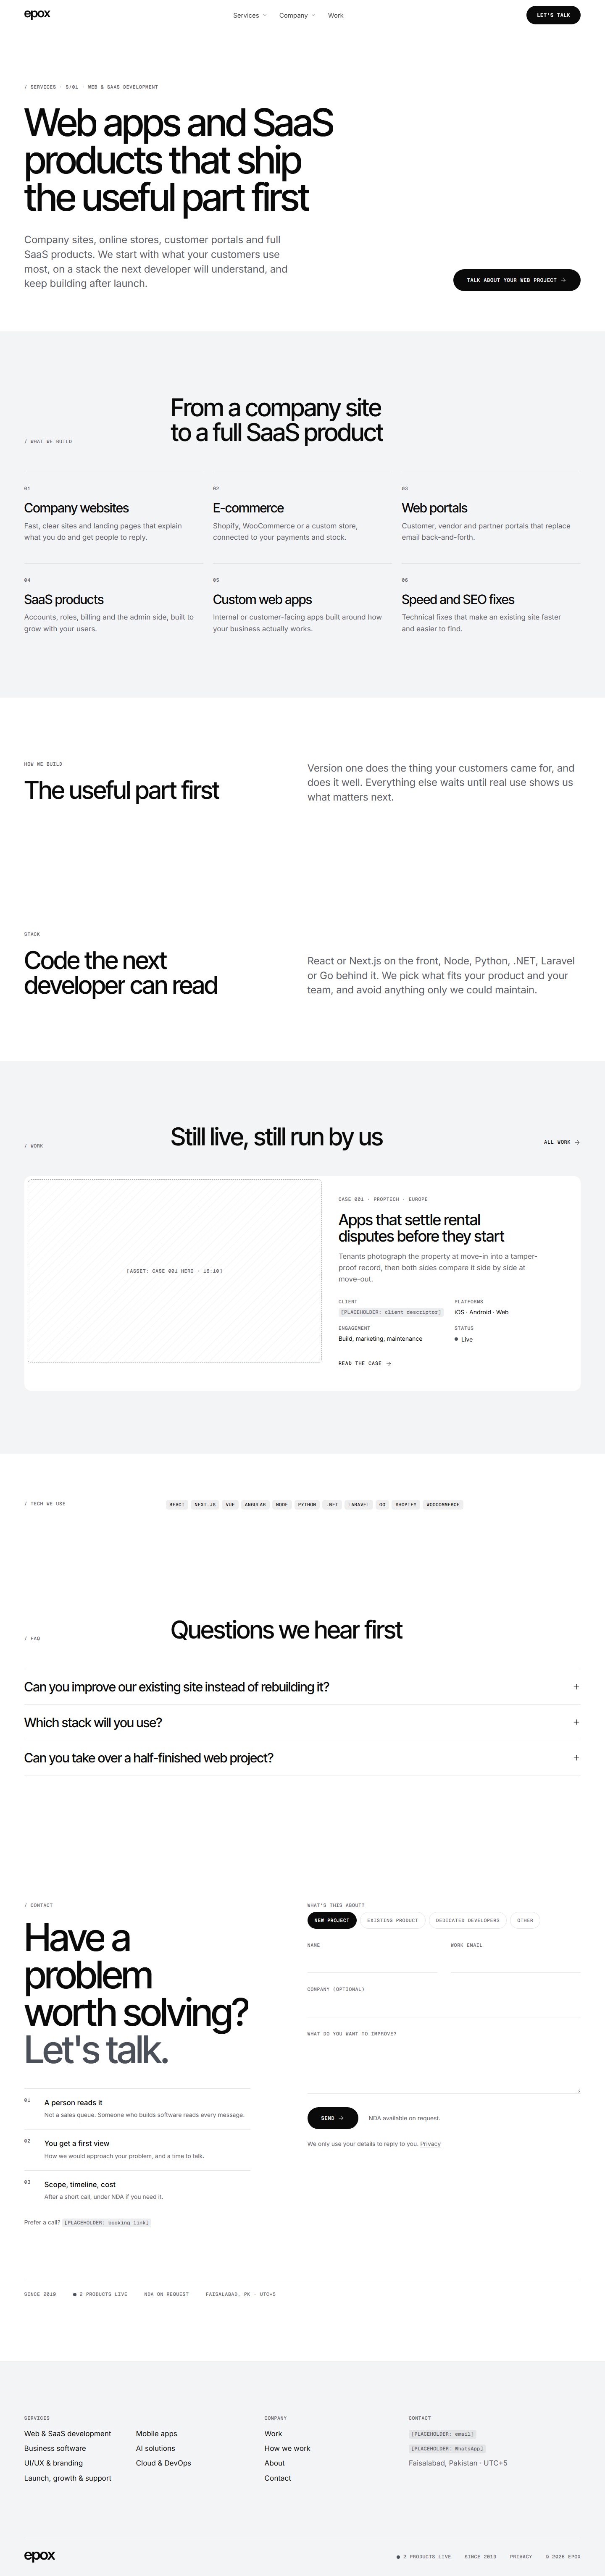 epox
Services
Company
Work
LET'S TALK
/ SERVICES · S/01 · WEB & SAAS DEVELOPMENT
Web apps and SaaS
products that ship
the useful part first
Company sites, online stores, customer portals and full
SaaS products. We start with what your customers use
most, on a stack the next developer will understand, and
keep building after launch.
TALK ABOUT YOUR WEB PROJECT →
From a company site
to a full SaaS product
/ WHAT WE BUILD
01
Company websites
Fast, clear sites and landing pages that explain
what you do and get people to reply.
02
E-commerce
Shopify, WooCommerce or a custom store,
connected to your payments and stock.
03
Web portals
Customer, vendor and partner portals that replace
email back-and-forth.
04
SaaS products
Accounts, roles, billing and the admin side, built to
grow with your users.
05
Custom web apps
Internal or customer-facing apps built around how
your business actually works.
06
Speed and SEO fixes
Technical fixes that make an existing site faster
and easier to find.
HOW WE BUILD
The useful part first
Version one does the thing your customers came for, and
does it well. Everything else waits until real use shows us
what matters next.
STACK
Code the next
developer can read
React or Next.js on the front, Node, Python, .NET, Laravel
or Go behind it. We pick what fits your product and your
team, and avoid anything only we could maintain.
/ WORK
Still live, still run by us
ALL WORK →
[ASSET: CASE 001 HERO · 16:10]
CASE 001 · PROPTECH · EUROPE
Apps that settle rental
disputes before they start
Tenants photograph the property at move-in into a tamper-
proof record, then both sides compare it side by side at
move-out.
CLIENT
[PLACEHOLDER: client descriptor]
PLATFORMS
iOS · Android · Web
ENGAGEMENT
Build, marketing, maintenance
STATUS
Live
READ THE CASE →
/ TECH WE USE
REACT NEXT.JS VUE ANGULAR NODE PYTHON .NET LARAVEL GO SHOPIFY WOOCOMMERCE
/ FAQ
Questions we hear first
Can you improve our existing site instead of rebuilding it? +
Which stack will you use? +
Can you take over a half-finished web project? +
/ CONTACT
Have a
problem
worth solving?
Let's talk.
01
A person reads it
Not a sales queue. Someone who builds software reads every message.
02
You get a first view
How we would approach your problem, and a time to talk.
03
Scope, timeline, cost
After a short call, under NDA if you need it.
Prefer a call? [PLACEHOLDER: booking link]
WHAT'S THIS ABOUT?
NEW PROJECT
EXISTING PRODUCT
DEDICATED DEVELOPERS
OTHER
NAME
WORK EMAIL
COMPANY (OPTIONAL)
WHAT DO YOU WANT TO IMPROVE?
SEND →
NDA available on request.
We only use your details to reply to you. Privacy
SINCE 2019
2 PRODUCTS LIVE
NDA ON REQUEST
FAISALABAD, PK · UTC+5
SERVICES
Web & SaaS development
Business software
UI/UX & branding
Launch, growth & support
Mobile apps
AI solutions
Cloud & DevOps
COMPANY
Work
How we work
About
Contact
CONTACT
[PLACEHOLDER: email]
[PLACEHOLDER: WhatsApp]
Faisalabad, Pakistan · UTC+5
epox
2 PRODUCTS LIVE
SINCE 2019
PRIVACY
© 2026 EPOX